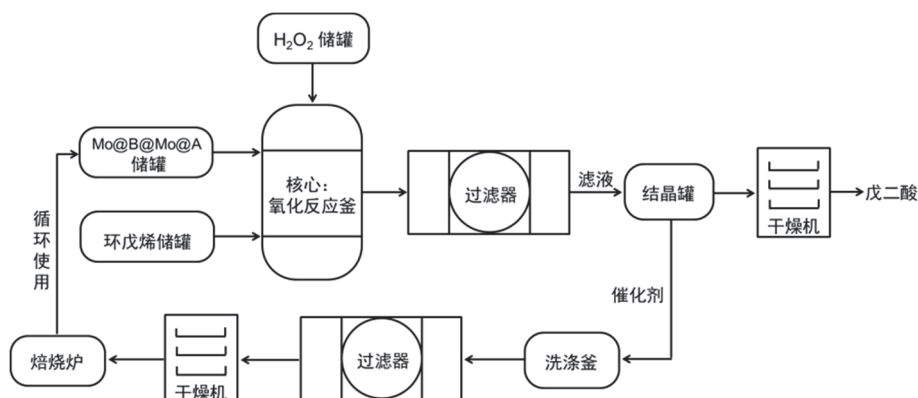 H₂O₂ 储罐
Mo@B@Mo@A
储罐
核心：
氧化反应釜
过滤器
滤液
结晶罐
干燥机
戊二酸
环戊烯储罐
循
环
使
用
催化剂
焙烧炉
干燥机
过滤器
洗涤釜